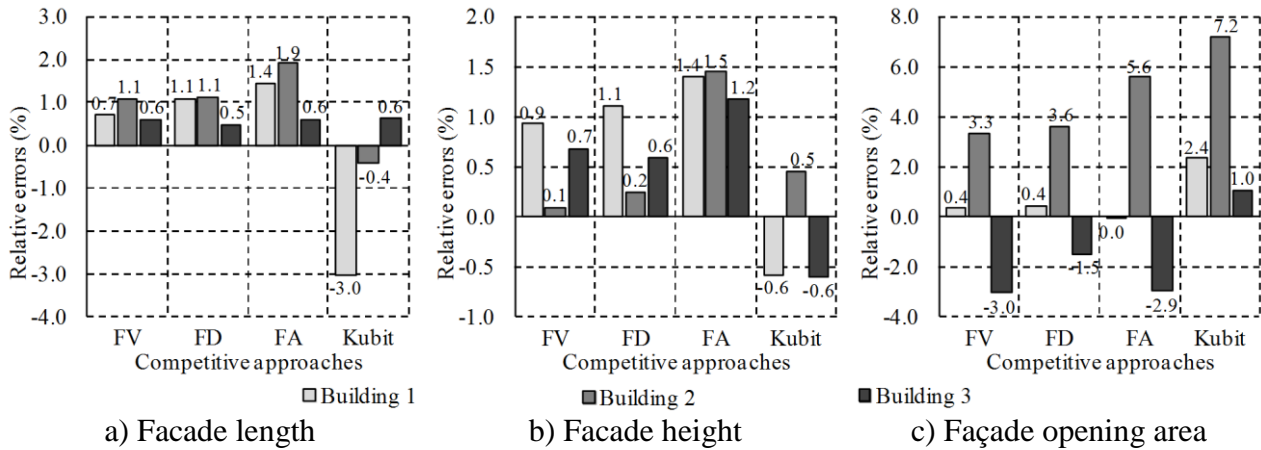 3.0
2.0
1.0
0.0
-1.0
-2.0
-3.0
-4.0
Relative errors (%)
0.7 1.1 0.6 1.1 1.1 0.5 1.4 1.9 0.6 -3.0 -0.4 0.6
FV FD FA Kubit
Competitive approaches
2.0
1.5
1.0
0.5
0.0
-0.5
-1.0
Relative errors (%)
0.9 0.1 0.7 1.1 0.2 0.6 1.4 1.5 1.2 -0.6 0.5 -0.6
FV FD FA Kubit
Competitive approaches
8.0
6.0
4.0
2.0
0.0
-2.0
-4.0
Relative errors (%)
0.4 3.3 -3.0 0.4 3.6 -1.5 0.0 5.6 -2.9 2.4 7.2 1.0
FV FD FA Kubit
Competitive approaches
Building 1 Building 2 Building 3
a) Facade length b) Facade height c) Façade opening area